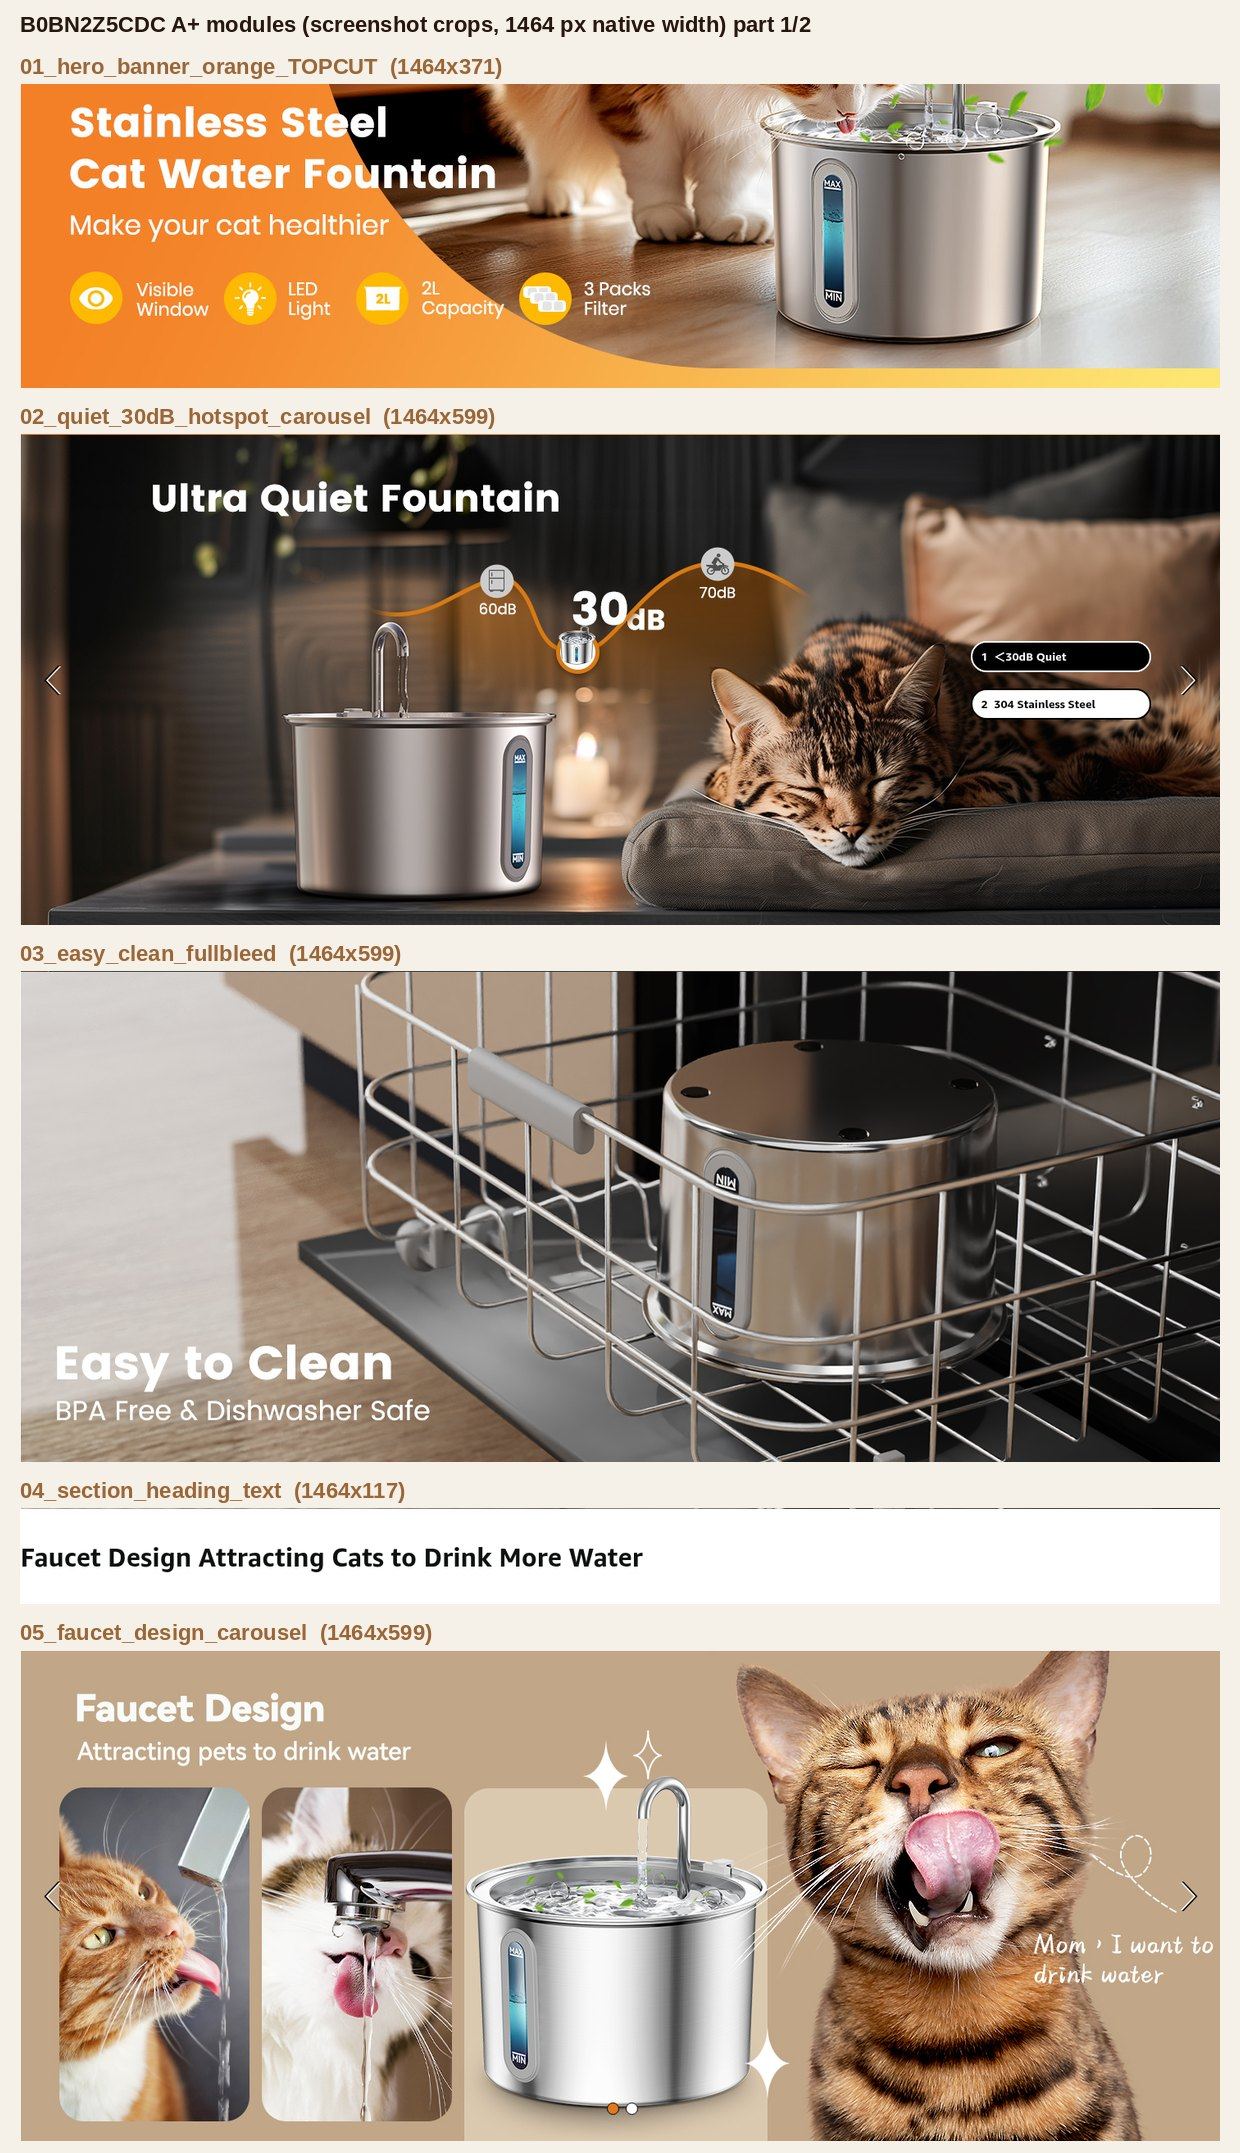 B0BN2Z5CDC A+ modules (screenshot crops, 1464 px native width) part 1/2
01_hero_banner_orange_TOPCUT (1464x371)
Stainless Steel
Cat Water Fountain
Make your cat healthier
Visible
Window
LED
Light
2L
2L
Capacity
3 Packs
Filter
MAX
MIN
02_quiet_30dB_hotspot_carousel (1464x599)
Ultra Quiet Fountain
60dB
30dB
70dB
1 <30dB Quiet
2 304 Stainless Steel
MAX
MIN
03_easy_clean_fullbleed (1464x599)
MIN
MAX
Easy to Clean
BPA Free & Dishwasher Safe
04_section_heading_text (1464x117)
Faucet Design Attracting Cats to Drink More Water
05_faucet_design_carousel (1464x599)
Faucet Design
Attracting pets to drink water
MAX
MIN
Mom，I want to
drink water